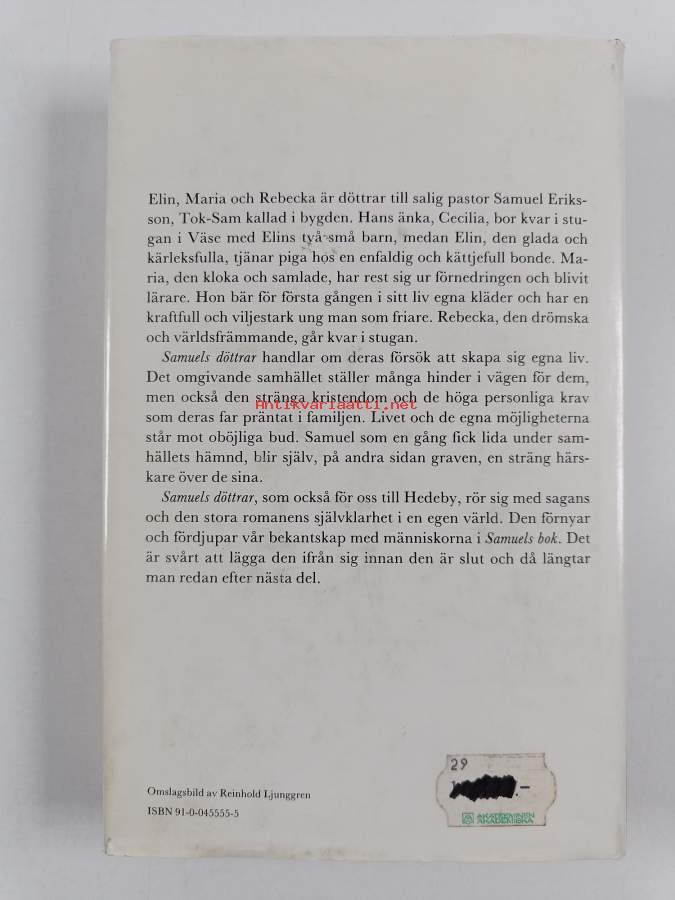 Elin, Maria och Rebecka är döttrar till salig pastor Samuel Eriks-
son, Tok-Sam kallad i bygden. Hans änka, Cecilia, bor kvar i stu-
gan i Väse med Elins två små barn, medan Elin, den glada och
kärleksfulla, tjänar piga hos en enfaldig och kättjefull bonde. Ma-
ria, den kloka och samlade, har rest sig ur förnedringen och blivit
lärare. Hon bär för första gången i sitt liv egna kläder och har en
kraftfull och viljestark ung man som friare. Rebecka, den drömska
och världsfrämmande, går kvar i stugan.
Samuels döttrar handlar om deras försök att skapa sig egna liv.
Det omgivande samhället ställer många hinder i vägen för dem,
men också den stränga kristendom och de höga personliga krav
Antikvariaatti.net
som deras far präntat i familjen. Livet och de egna möjligheterna
står mot oböjliga bud. Samuel som en gång fick lida under sam-
hällets hämnd, blir själv, på andra sidan graven, en sträng härs-
kare över de sina.
Samuels döttrar, som också för oss till Hedeby, rör sig med sagans
och den stora romanens självklarhet i en egen värld. Den förnyar
och fördjupar vår bekantskap med människorna i Samuels bok. Det
är svårt att lägga den ifrån sig innan den är slut och då längtar
man redan efter nästa del.
Omslagsbild av Reinhold Ljunggren
ISBN 91-0-045555-5
29
.–
AKATEEMINEN
AKADEMISKA